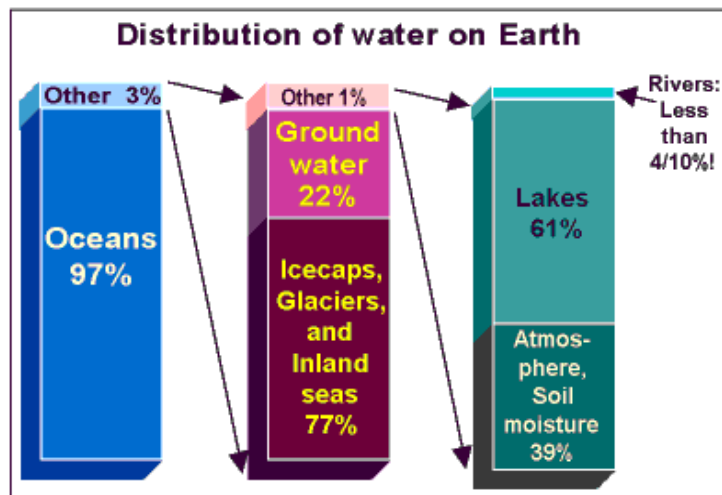 Distribution of water on Earth
Other 3%
Oceans
97%
Other 1%
Ground
water
22%
Icecaps,
Glaciers,
and
Inland
seas
77%
Rivers:
Less
than
4/10%!
Lakes
61%
Atmos-
phere,
Soil
moisture
39%